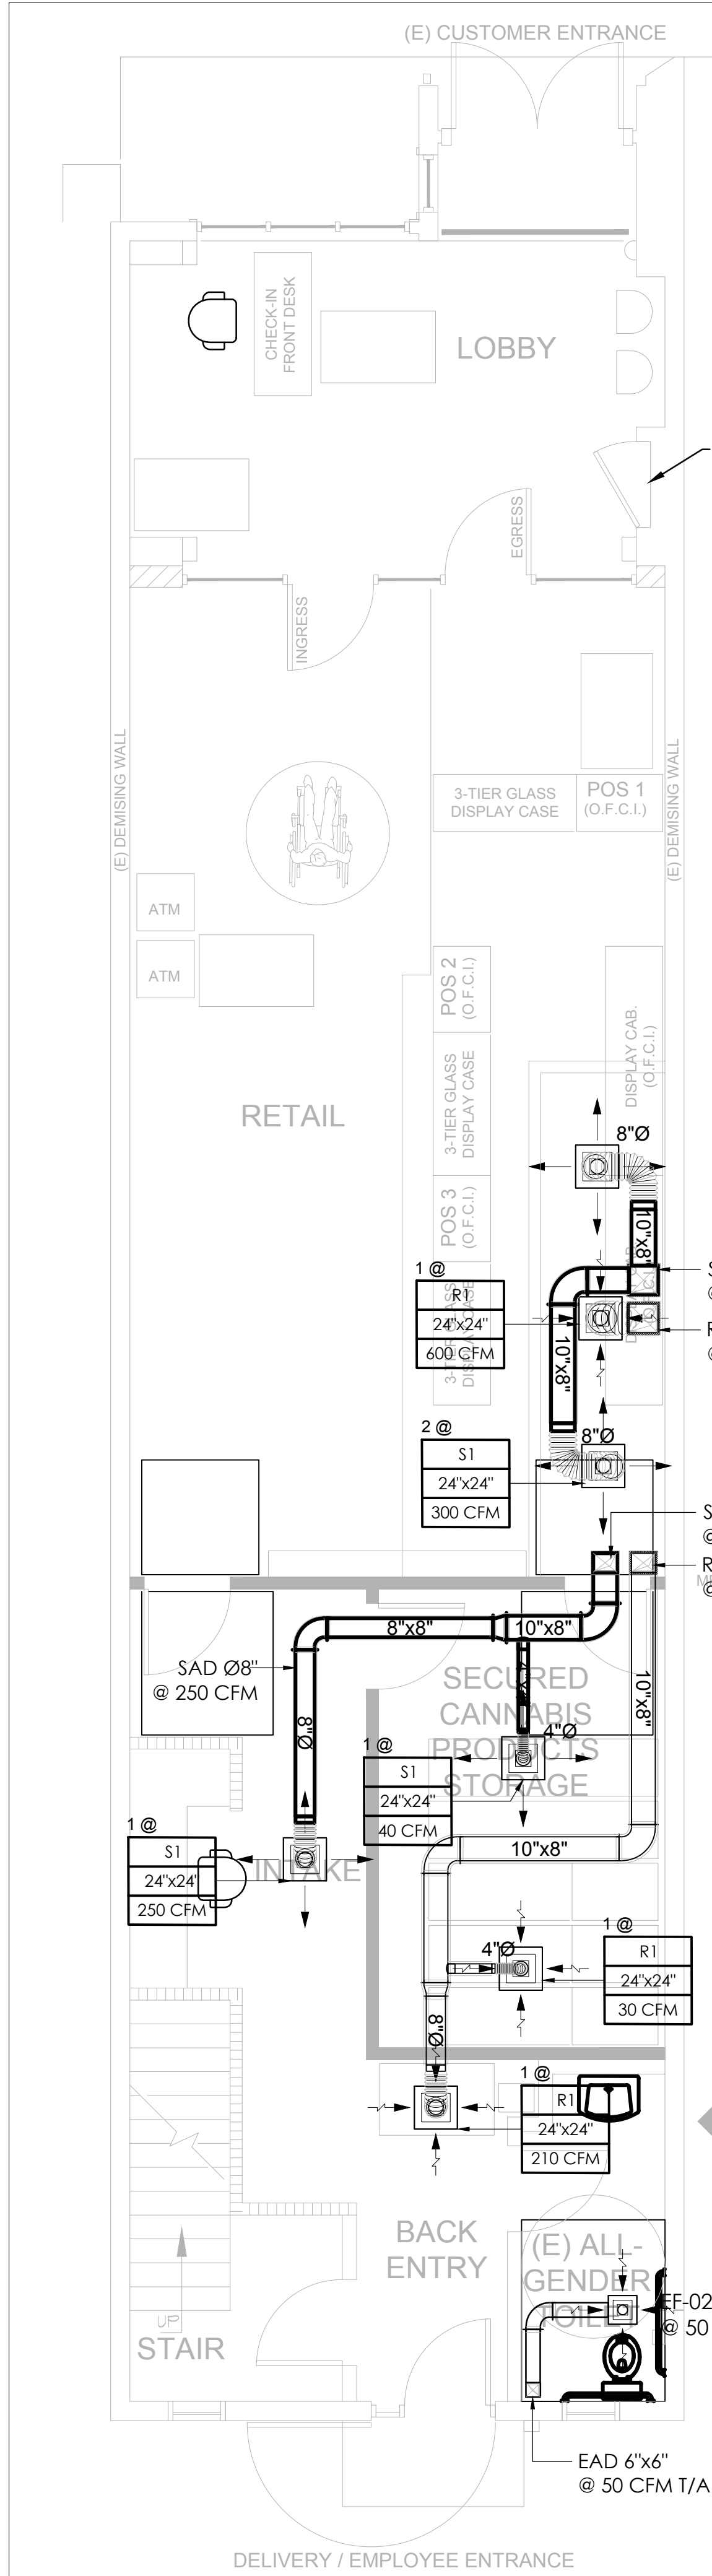 (E) CUSTOMER ENTRANCE
CHECK-IN
FRONT DESK
LOBBY
EGRESS
INGRESS
(E) DEMISING WALL
(E) DEMISING WALL
3-TIER GLASS
DISPLAY CASE
POS 1
(O.F.C.I.)
ATM
ATM
POS 2
(O.F.C.I.)
DISPLAY CAB.
(O.F.C.I.)
3-TIER GLASS
DISPLAY CASE
RETAIL
8"Ø
POS 3
(O.F.C.I.)
10"x8"
S
@
1 @
R1
24"x24"
600 CFM
3-TIER GLASS
R
@
10"x8"
2 @
S1
24"x24"
300 CFM
8"Ø
S
@
R
@
8"x8"
10"x8"
SAD Ø8"
@ 250 CFM
SECURED
CANNABIS
PRODUCTS
STORAGE
10"x8"
8"Ø
4"Ø
1 @
S1
24"x24"
40 CFM
1 @
S1
24"x24"
250 CFM
INTAKE
10"x8"
4"Ø
1 @
R1
24"x24"
30 CFM
8"Ø
1 @
R1
24"x24"
210 CFM
BACK
ENTRY
(E) ALL-
GENDER
TOILET
EF-02
@ 50
UP
STAIR
EAD 6"x6"
@ 50 CFM T/A
DELIVERY / EMPLOYEE ENTRANCE